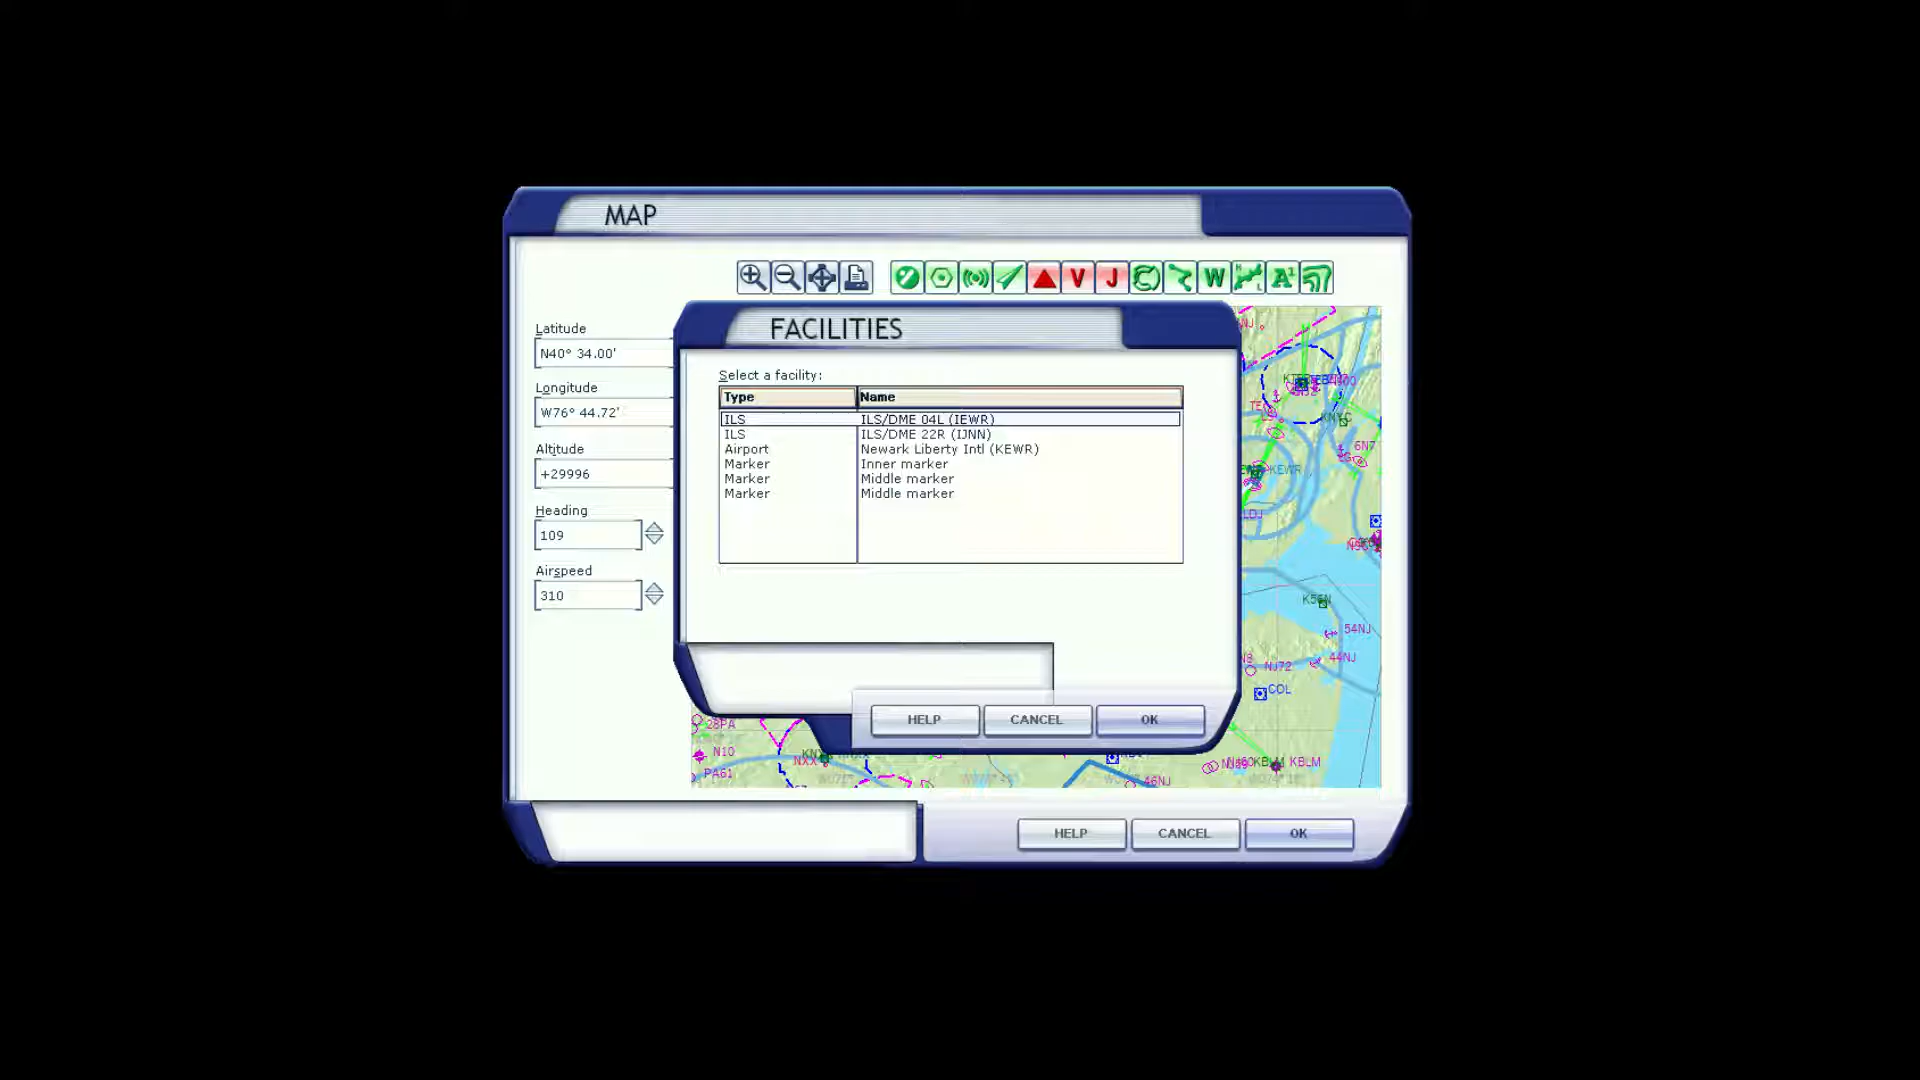 MAP
V
J
W
Latitude
N40° 34.00'
Longitude
W76° 44.72'
Altitude
+29996
Heading
109
Airspeed
310
FACILITIES
Select a facility:
Type Name
ILS ILS/DME 04L (IEWR)
ILS ILS/DME 22R (IJNN)
Airport Newark Liberty Intl (KEWR)
Marker Inner marker
Marker Middle marker
Marker Middle marker
HELP CANCEL OK
KNYC
6N7
KEWR
LDJ
54NJ
44NJ
NJ72
COL
28PA
N10
PA61
46NJ
KBLM
HELP CANCEL OK